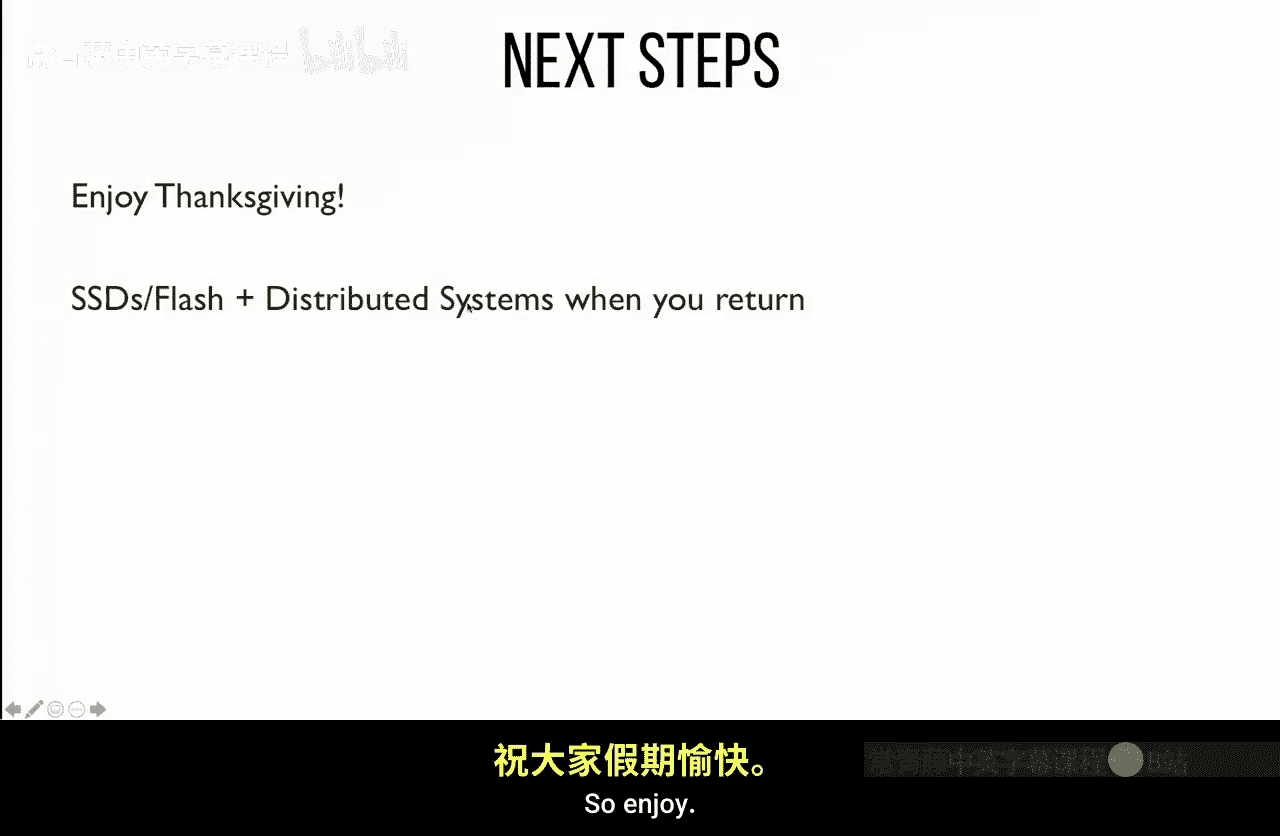 bilibili
NEXT STEPS
Enjoy Thanksgiving!
SSDs/Flash + Distributed Systems when you return
祝大家假期愉快。
So enjoy.